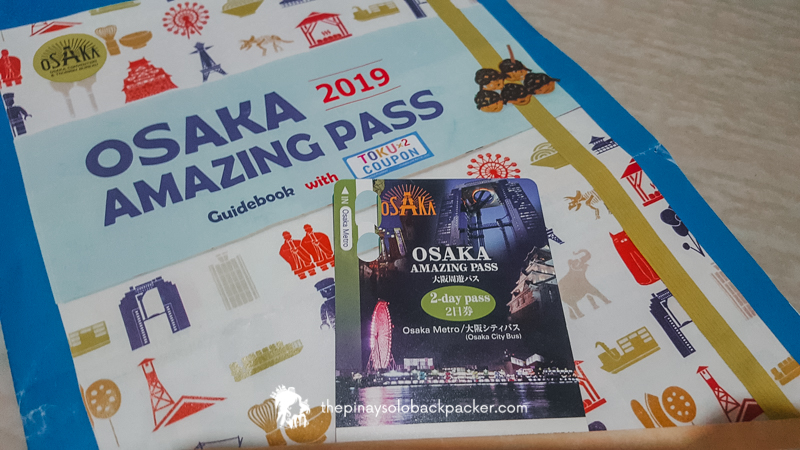 OSAKA
2019
OSAKA
AMAZING PASS
Guidebook with TOKU×2
COUPON
IN Osaka Metro
OSAKA
OSAKA
AMAZING PASS
大阪周遊パス
2-day pass
2日券
Osaka Metro/大阪シティバス
(Osaka City Bus)
thepinaysolobackpacker.com